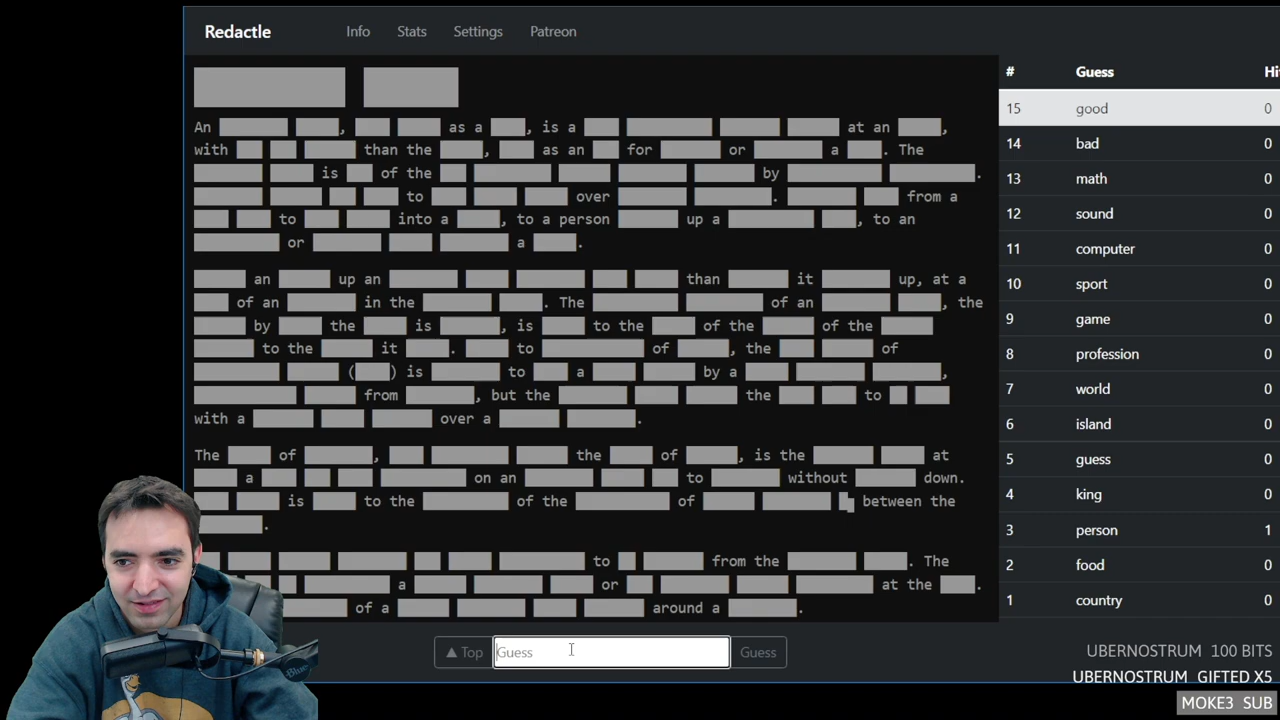 Redactle Info Stats Settings Patreon
# Guess Hi
An , as a , is a at an ,
with than the , as an for or a . The
is of the by .
to over . from a
to into a , to a person up a , to an
or a .
an up an than it up, at a
of an in the . The of an , the
by the is , is to the of the of the
to the it . to of , the of
( ) is to a by a ,
from , but the the to
with a over a .
The of , the of , is the at
a on an to without down.
is to the of the of between the
.
to from the . The
a or at the .
of a around a .
15 good 0
14 bad 0
13 math 0
12 sound 0
11 computer 0
10 sport 0
9 game 0
8 profession 0
7 world 0
6 island 0
5 guess 0
4 king 0
3 person 1
2 food 0
1 country 0
▲ Top Guess Guess
UBERNOSTRUM 100 BITS
UBERNOSTRUM GIFTED X5
MOKE3 SUB
blue